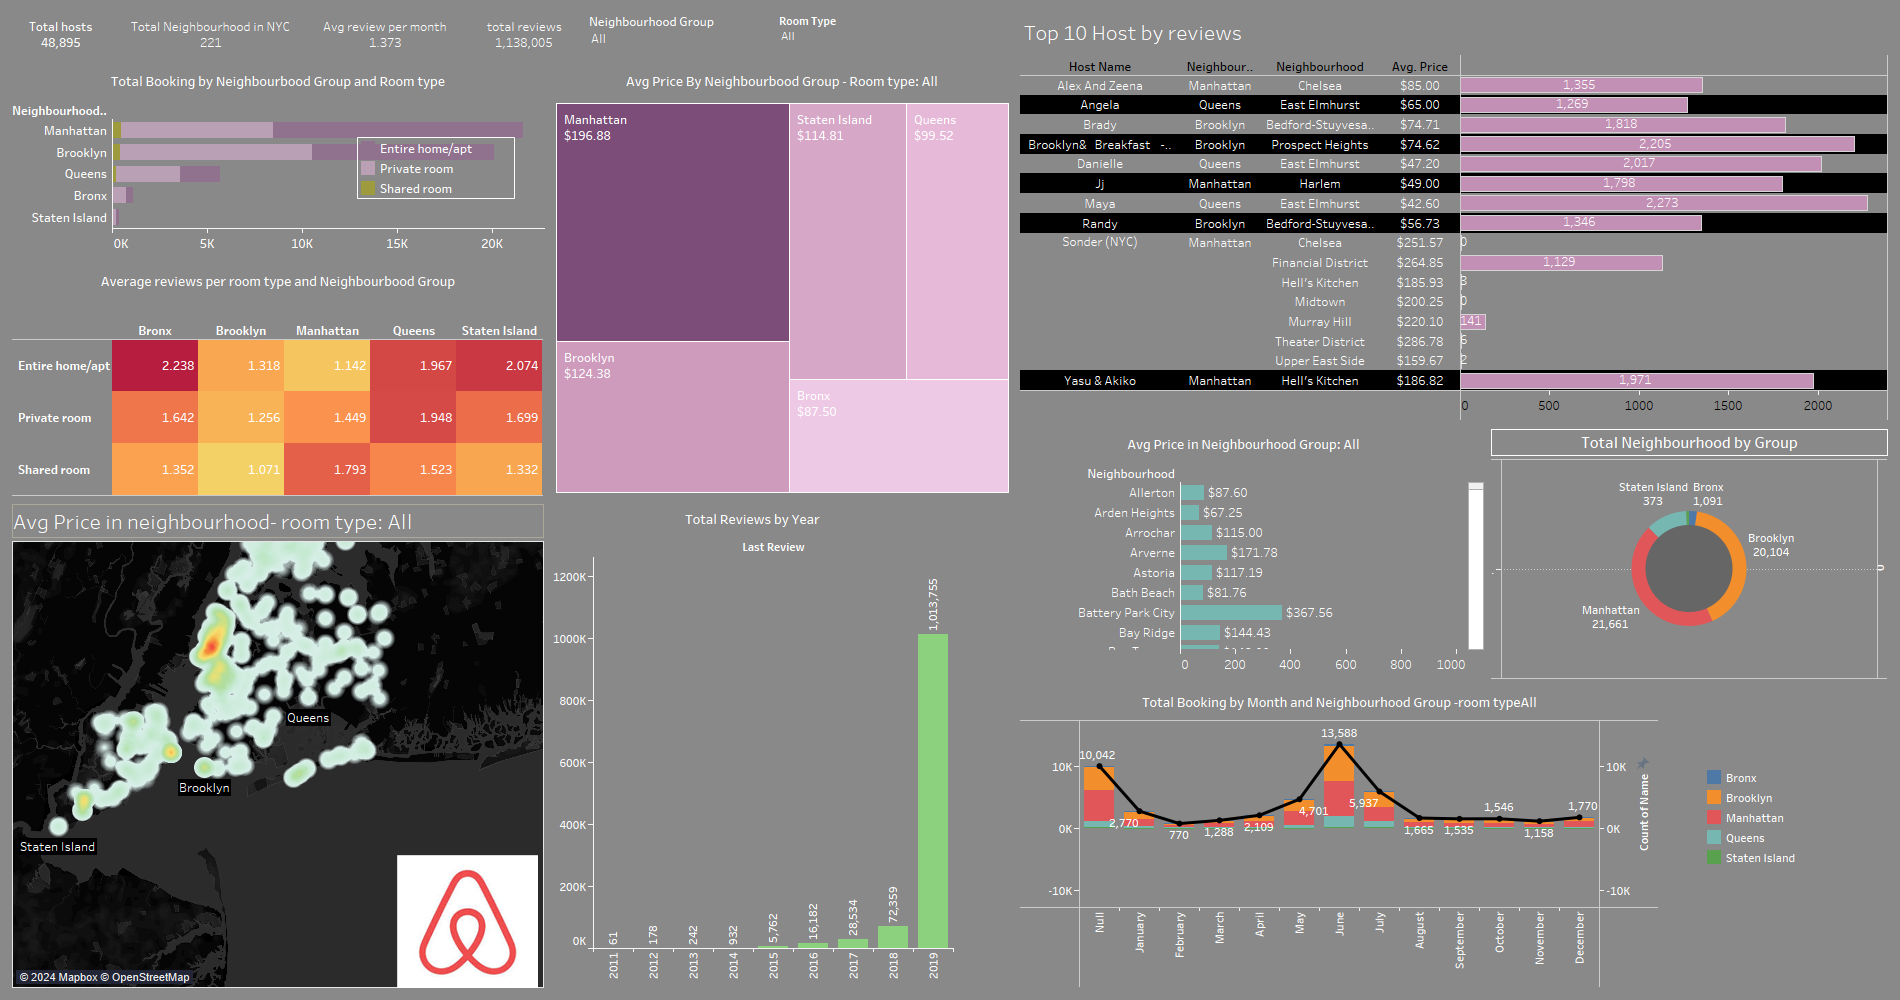 Total hosts
48,895
Total Neighbourhood in NYC
221
Avg review per month
1.373
total reviews
1,138,005
Neighbourhood Group
All
Room Type
All
Total Booking by Neighbourbood Group and Room type
Neighbourhood..
Manhattan
Brooklyn
Queens
Bronx
Staten Island
Entire home/apt
Private room
Shared room
0K 5K 10K 15K 20K
Average reviews per room type and Neighbourbood Group
Bronx Brooklyn Manhattan Queens Staten Island
Entire home/apt 2.238 1.318 1.142 1.967 2.074
Private room 1.642 1.256 1.449 1.948 1.699
Shared room 1.352 1.071 1.793 1.523 1.332
Avg Price By Neighbourbood Group - Room type: All
Manhattan
$196.88
Staten Island
$114.81
Queens
$99.52
Brooklyn
$124.38
Bronx
$87.50
Top 10 Host by reviews
Host Name Neighbour.. Neighbourhood Avg. Price
Alex And Zeena Manhattan Chelsea $85.00 1,355
Angela Queens East Elmhurst $65.00 1,269
Brady Brooklyn Bedford-Stuyvesa.. $74.71 1,818
Brooklyn& Breakfast -.. Brooklyn Prospect Heights $74.62 2,205
Danielle Queens East Elmhurst $47.20 2,017
Jj Manhattan Harlem $49.00 1,798
Maya Queens East Elmhurst $42.60 2,273
Randy Brooklyn Bedford-Stuyvesa.. $56.73 1,346
Sonder (NYC) Manhattan Chelsea $251.57 0
Financial District $264.85 1,129
Hell's Kitchen $185.93 3
Midtown $200.25 0
Murray Hill $220.10 141
Theater District $286.78 6
Upper East Side $159.67 2
Yasu & Akiko Manhattan Hell's Kitchen $186.82 1,971
0 500 1000 1500 2000
Avg Price in neighbourhood- room type: All
Queens
Brooklyn
Staten Island
© 2024 Mapbox © OpenStreetMap
Total Reviews by Year
Last Review
1200K
1000K
800K
600K
400K
200K
0K
61
178
242
932
5,762
16,182
28,534
72,359
1,013,755
2011
2012
2013
2014
2015
2016
2017
2018
2019
Avg Price in Neighbourhood Group: All
Neighbourhood
Allerton $87.60
Arden Heights $67.25
Arrochar $115.00
Arverne $171.78
Astoria $117.19
Bath Beach $81.76
Battery Park City $367.56
Bay Ridge $144.43
0 200 400 600 800 1000
Total Neighbourhood by Group
Staten Island
373
Bronx
1,091
Brooklyn
20,104
Manhattan
21,661
0
Total Booking by Month and Neighbourhood Group -room typeAll
10K
0K
-10K
10,042
2,770
770
1,288
2,109
4,701
13,588
5,937
1,665
1,535
1,546
1,158
1,770
10K
0K
-10K
Count of Name
Null
January
February
March
April
May
June
July
August
September
October
November
December
Bronx
Brooklyn
Manhattan
Queens
Staten Island